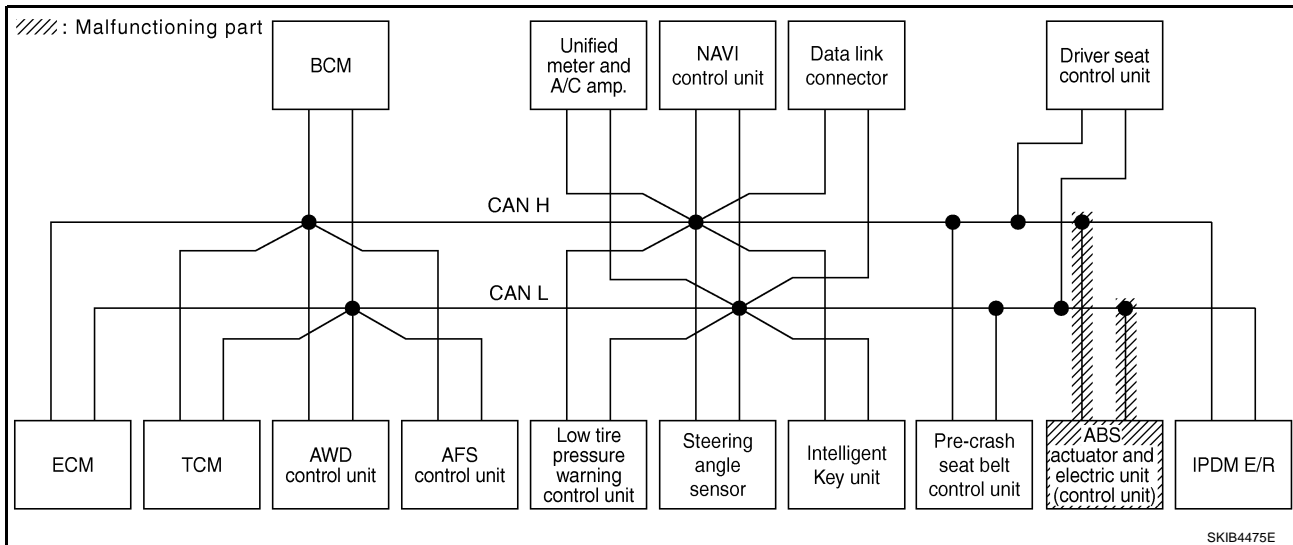 : Malfunctioning part
BCM
Unified
meter and
A/C amp.
NAVI
control unit
Data link
connector
Driver seat
control unit
CAN H
CAN L
ECM
TCM
AWD
control unit
AFS
control unit
Low tire
pressure
warning
control unit
Steering
angle
sensor
Intelligent
Key unit
Pre-crash
seat belt
control unit
ABS
actuator and
electric unit
(control unit)
IPDM E/R
SKIB4475E